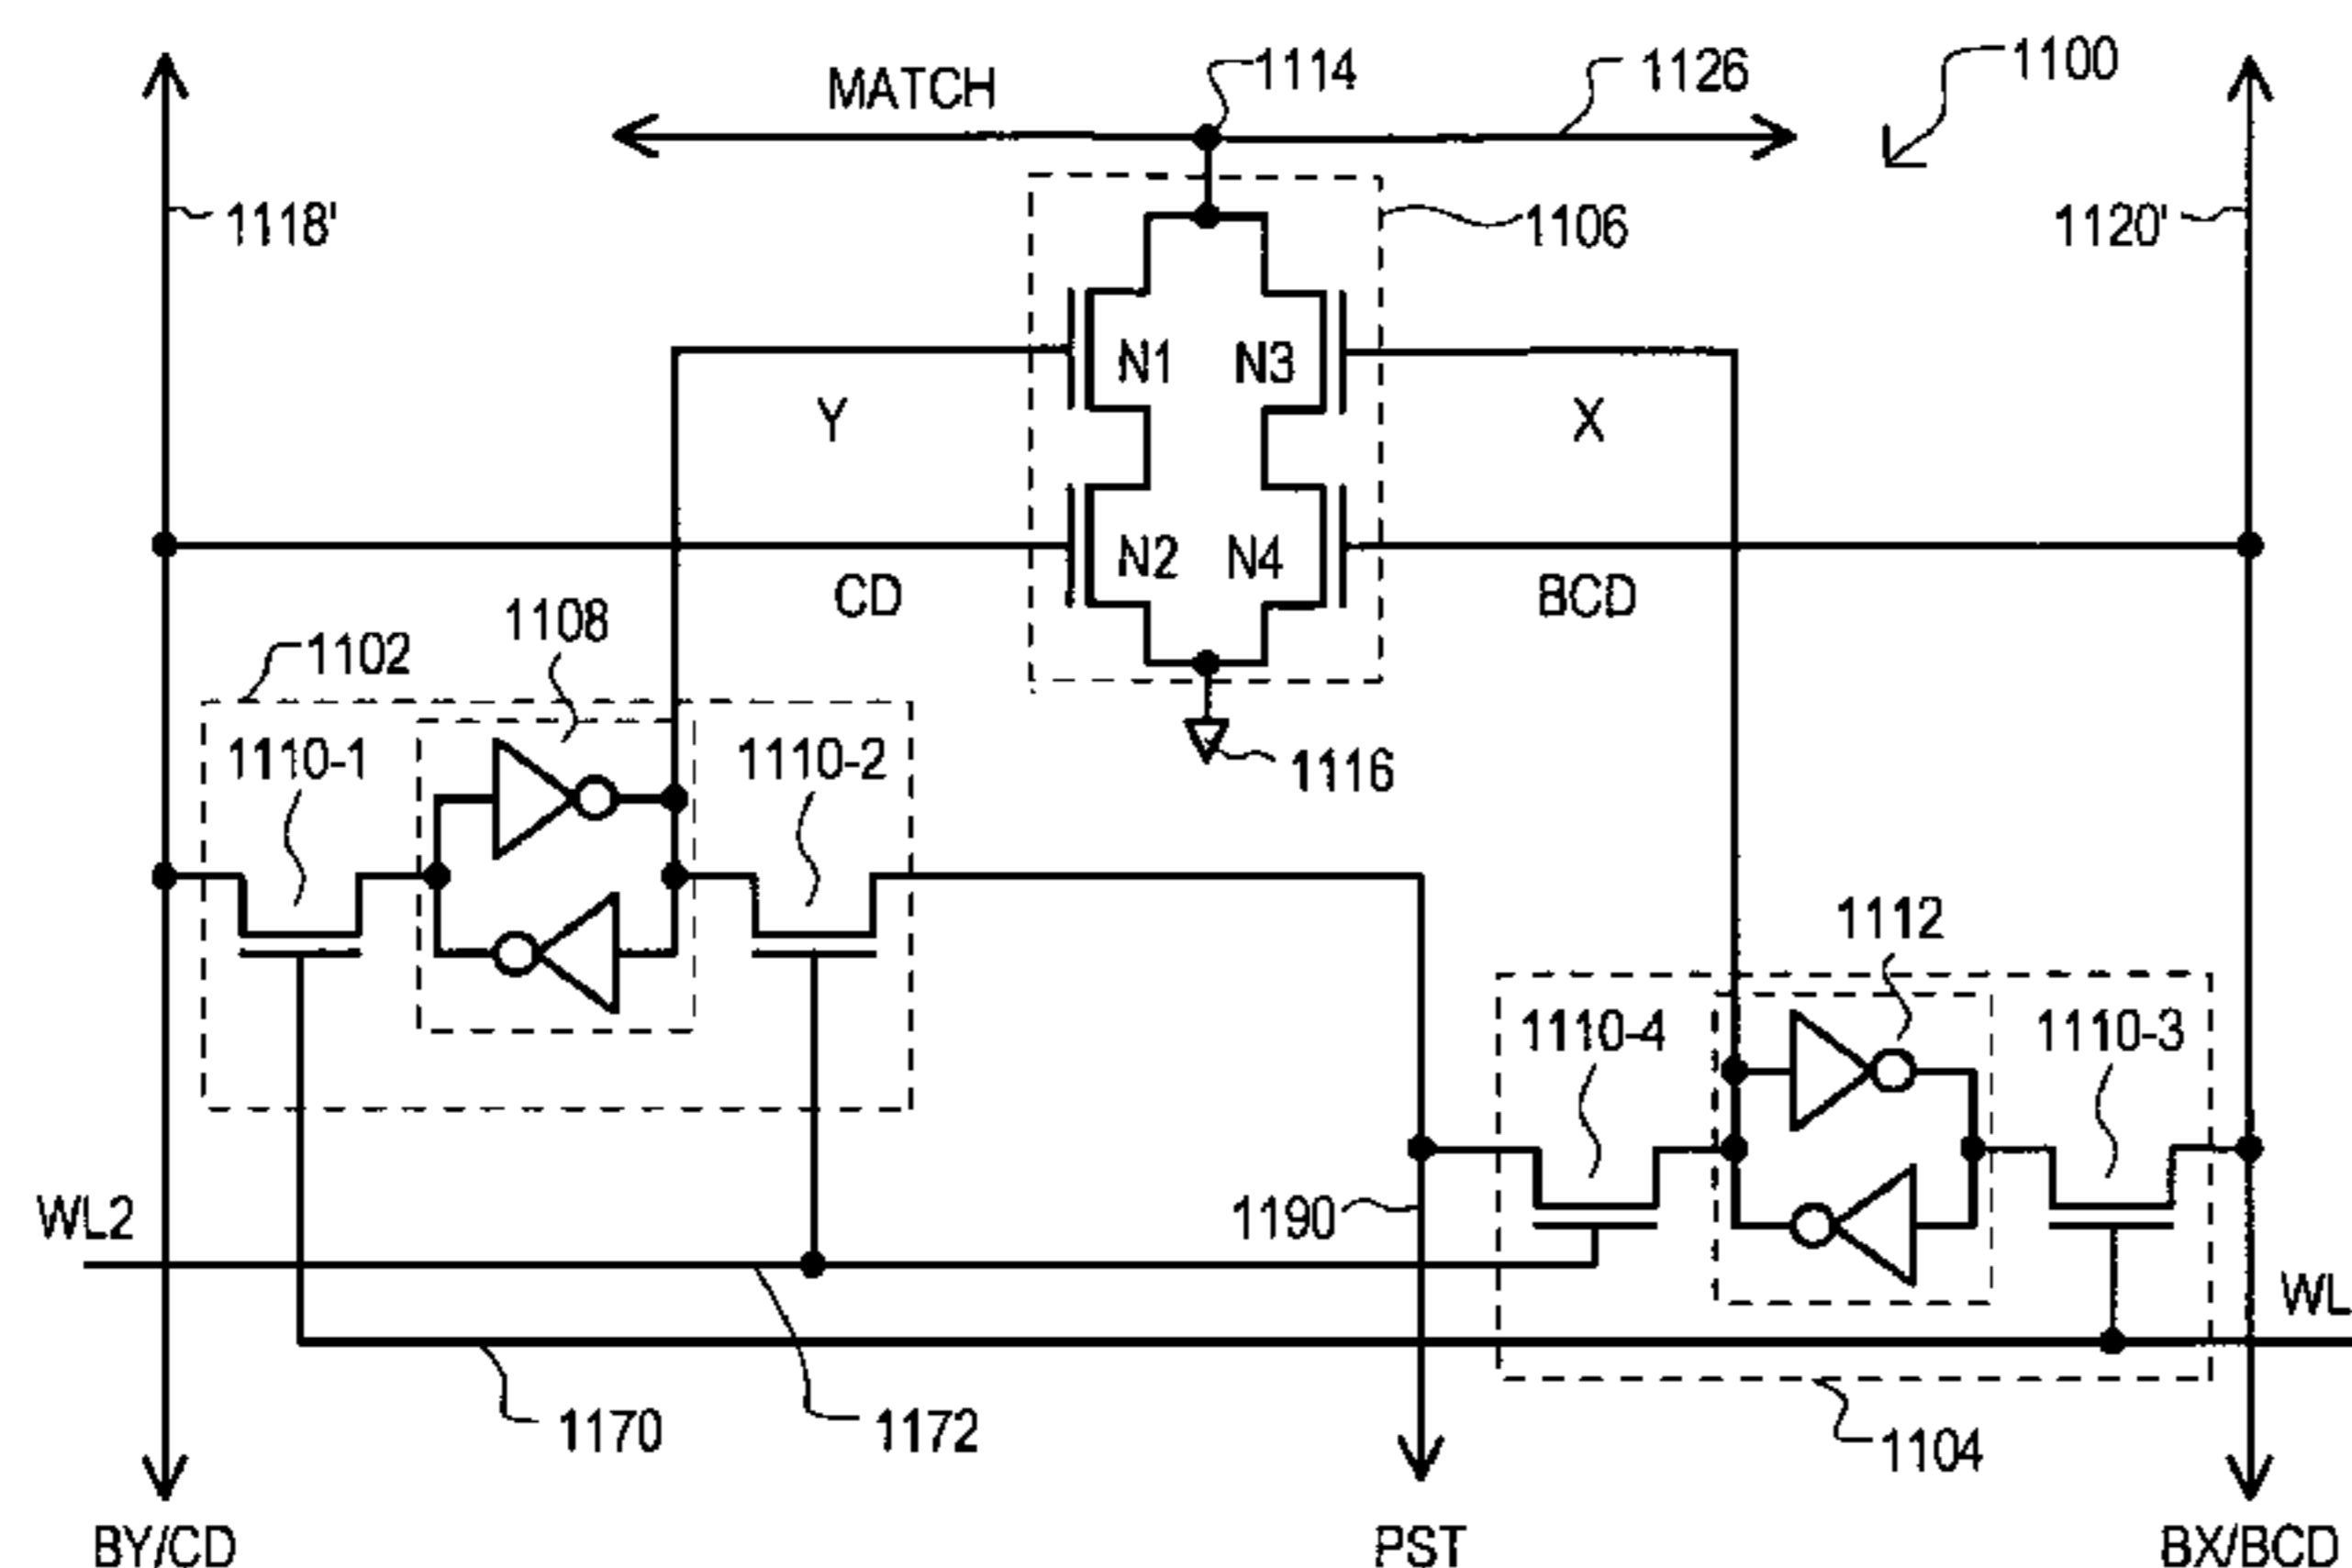 1114
1126
1100
MATCH
1118'
1106
1120'
N1
N3
Y
X
N2
N4
CD
BCD
1108
1102
1110-1
1110-2
1116
1112
1110-4
1110-3
WL2
1190
WL
1170
1172
1104
BY/CD
PST
BX/BCD